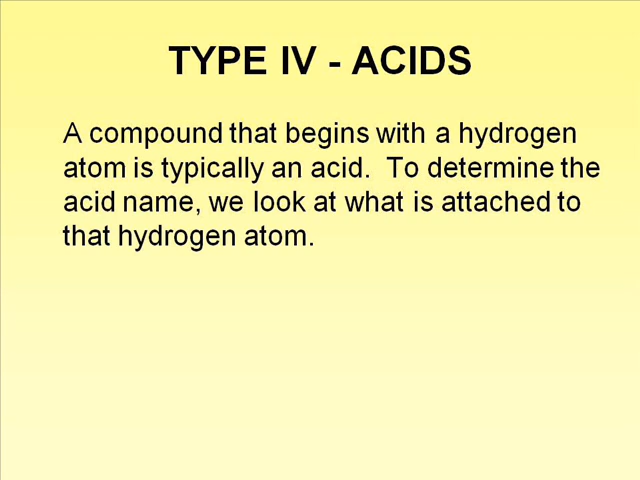 TYPE IV - ACIDS
A compound that begins with a hydrogen
atom is typically an acid.  To determine the
acid name, we look at what is attached to
that hydrogen atom.